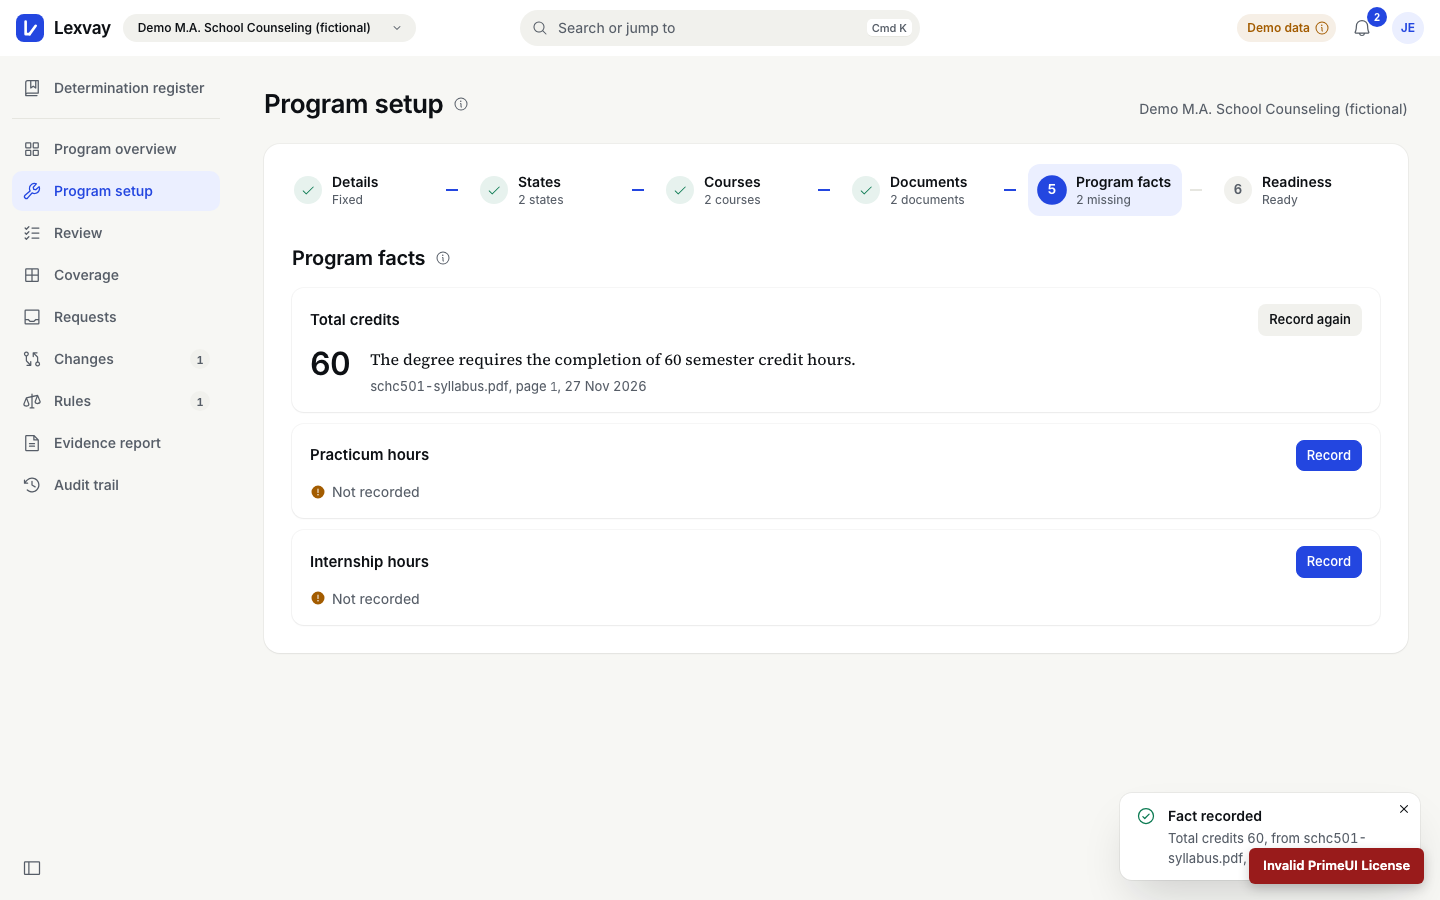 Lexvay
Demo M.A. School Counseling (fictional)
Search or jump to
Cmd K
Demo data
2
JE
Determination register
Program overview
Program setup
Review
Coverage
Requests
Changes 1
Rules 1
Evidence report
Audit trail
Program setup
Demo M.A. School Counseling (fictional)
Details
Fixed
States
2 states
Courses
2 courses
Documents
2 documents
5
Program facts
2 missing
6
Readiness
Ready
Program facts
Total credits
Record again
60
The degree requires the completion of 60 semester credit hours.
schc501-syllabus.pdf, page 1, 27 Nov 2026
Practicum hours
Record
Not recorded
Internship hours
Record
Not recorded
Fact recorded
Total credits 60, from schc501-
syllabus.pdf,
Invalid PrimeUI License